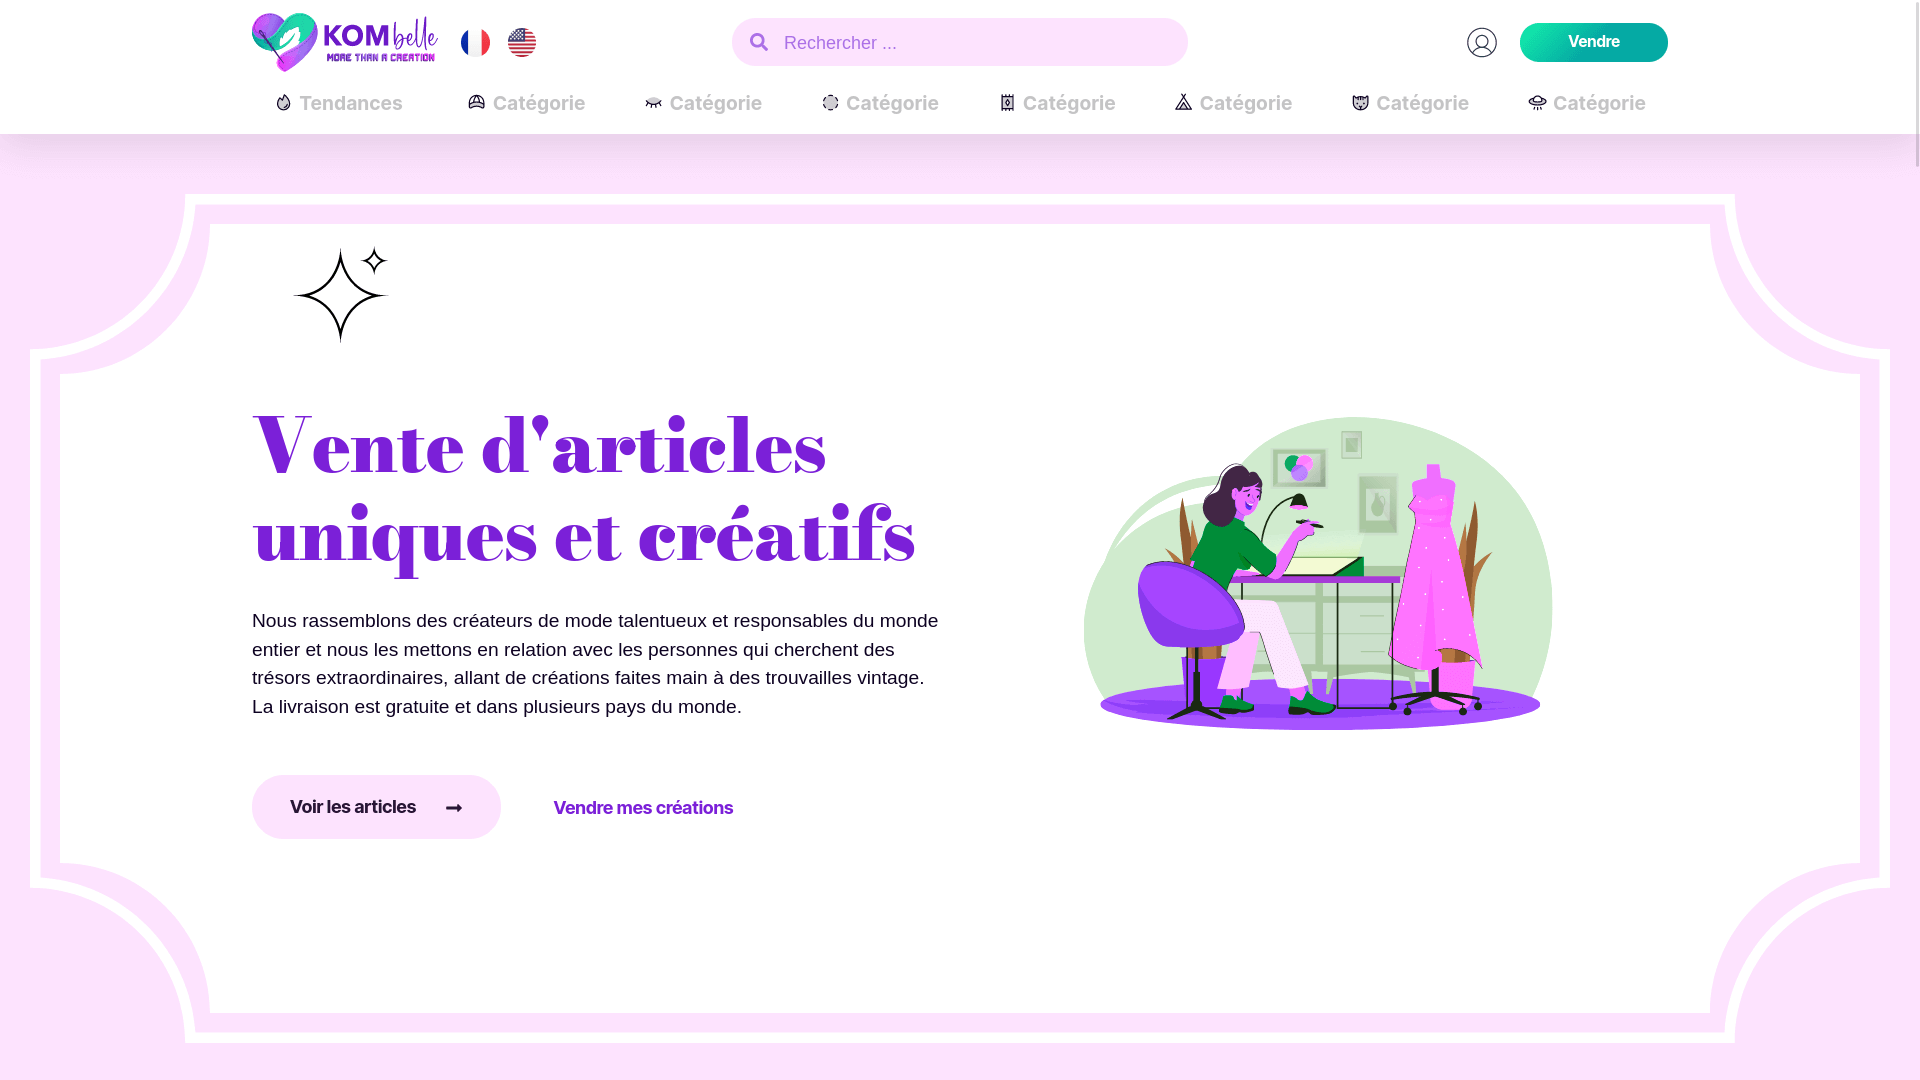 KOMbelle
MORE THAN A CREATION
Rechercher ...
Vendre
Tendances
Catégorie
Catégorie
Catégorie
Catégorie
Catégorie
Catégorie
Catégorie
Vente d'articles
uniques et créatifs
Nous rassemblons des créateurs de mode talentueux et responsables du monde
entier et nous les mettons en relation avec les personnes qui cherchent des
trésors extraordinaires, allant de créations faites main à des trouvailles vintage.
La livraison est gratuite et dans plusieurs pays du monde.
Voir les articles
Vendre mes créations